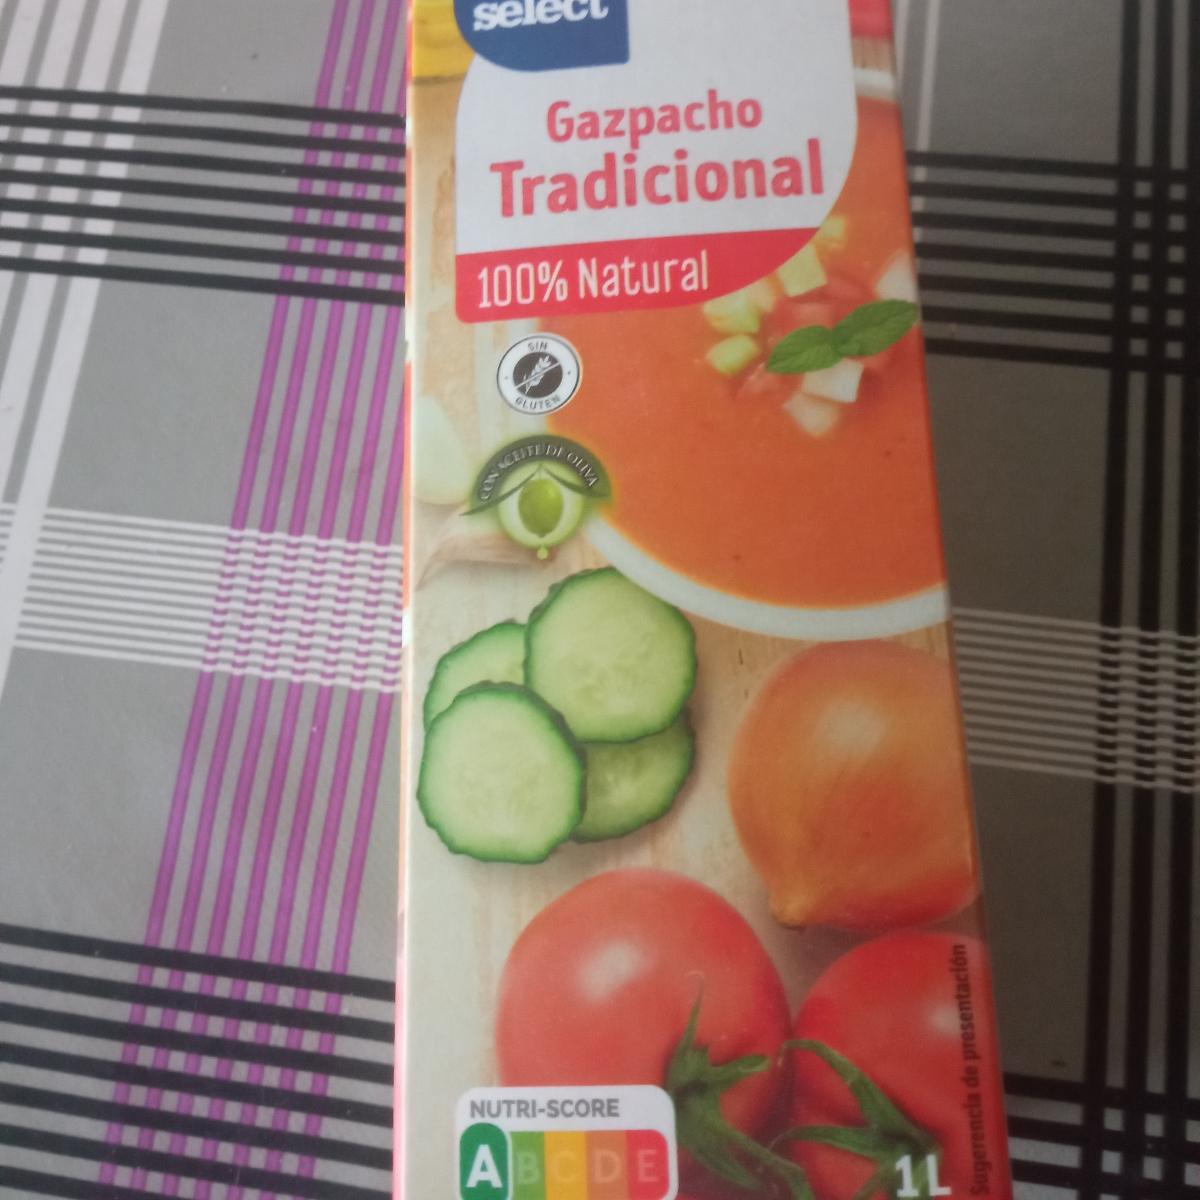 select
Gazpacho
Tradicional
100% Natural
SIN
GLUTEN
CON ACEITE DE OLIVA
NUTRI-SCORE
A B C D E
1L
Sugerencia de presentación